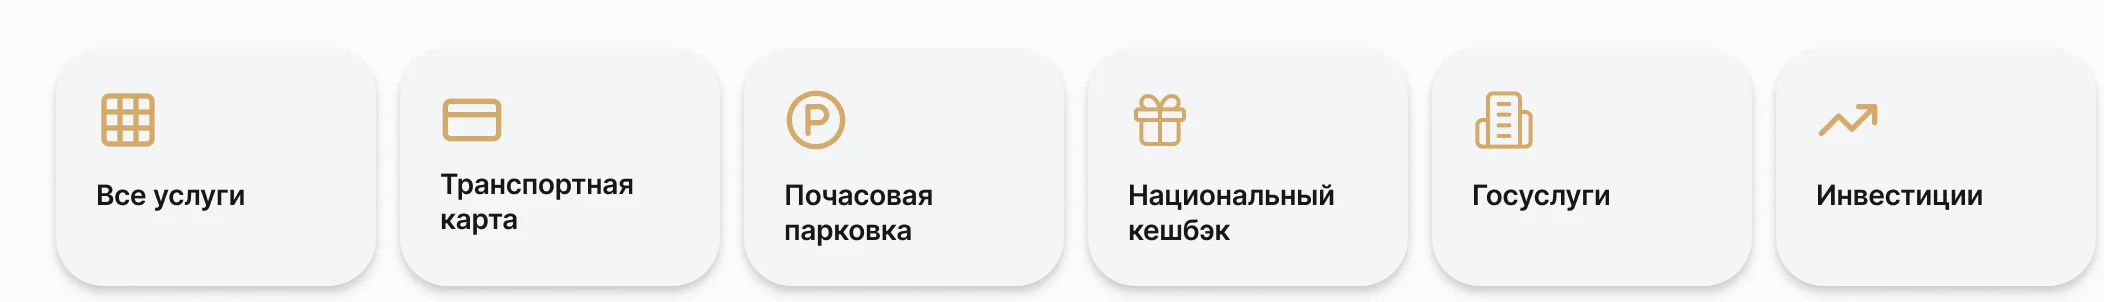 Все услуги
Транспортная
карта
Почасовая
парковка
Национальный
кешбэк
Госуслуги
Инвестиции